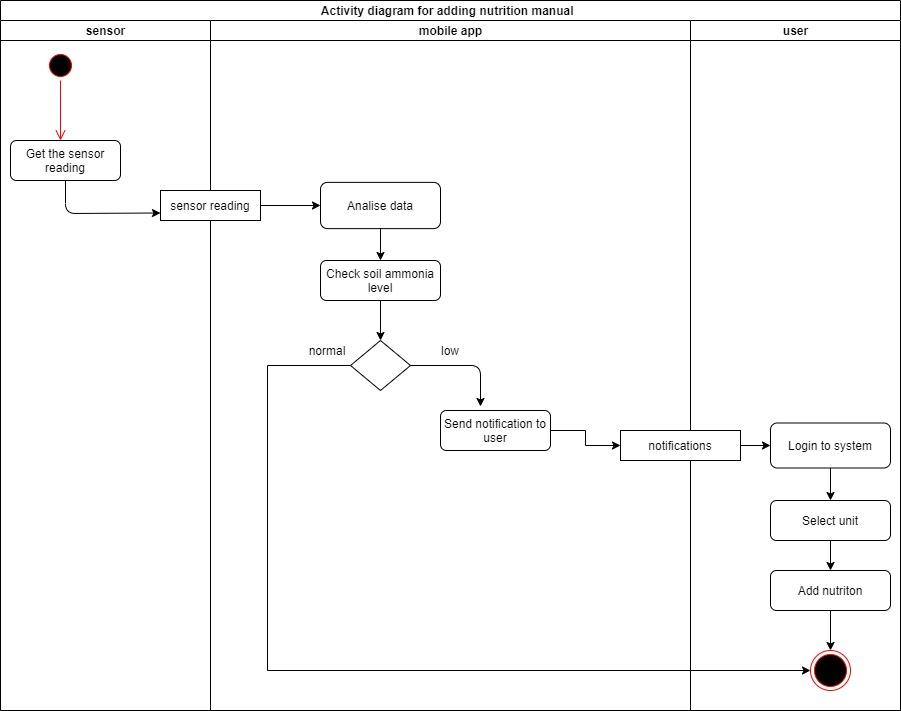 Activity diagram for adding nutrition manual
sensor
mobile app
user
Get the sensor
reading
sensor reading
Analise data
Check soil ammonia
level
normal
low
Send notification to
user
notifications
Login to system
Select unit
Add nutriton